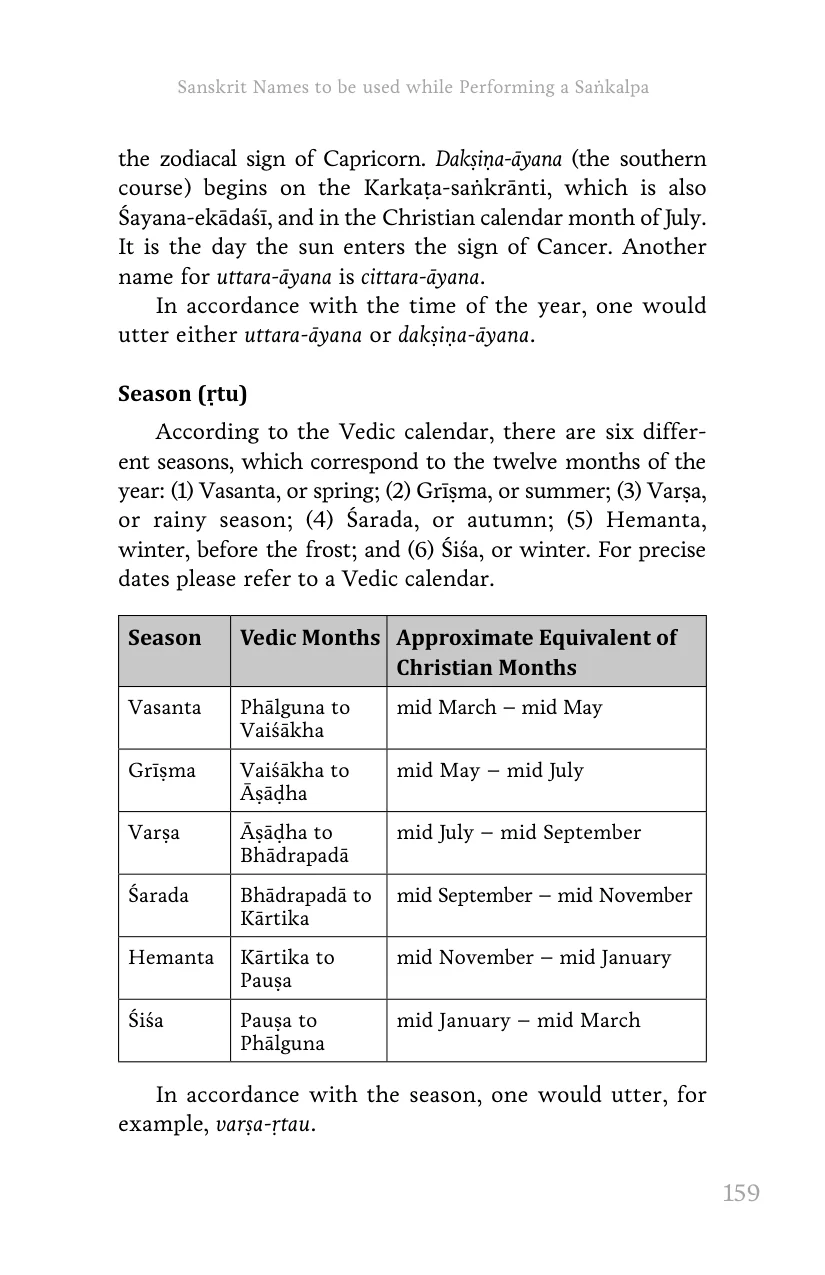 Sanskrit Names to be used while Performing a Saṅkalpa
the zodiacal sign of Capricorn. Dakṣiṇa-āyana (the southern
course) begins on the Karkaṭa-saṅkrānti, which is also
Śayana-ekādaśī, and in the Christian calendar month of July.
It is the day the sun enters the sign of Cancer. Another
name for uttara-āyana is cittara-āyana.
In accordance with the time of the year, one would
utter either uttara-āyana or dakṣiṇa-āyana.
Season (ṛtu)
According to the Vedic calendar, there are six differ-
ent seasons, which correspond to the twelve months of the
year: (1) Vasanta, or spring; (2) Grīṣma, or summer; (3) Varṣa,
or rainy season; (4) Śarada, or autumn; (5) Hemanta,
winter, before the frost; and (6) Śiśa, or winter. For precise
dates please refer to a Vedic calendar.
Season Vedic Months Approximate Equivalent of
Christian Months
Vasanta Phālguna to mid March – mid May
Vaiśākha
Grīṣma Vaiśākha to mid May – mid July
Āṣāḍha
Varṣa Āṣāḍha to mid July – mid September
Bhādrapadā
Śarada Bhādrapadā to mid September – mid November
Kārtika
Hemanta Kārtika to mid November – mid January
Pauṣa
Śiśa Pauṣa to mid January – mid March
Phālguna
In accordance with the season, one would utter, for
example, varṣa-ṛtau.
159